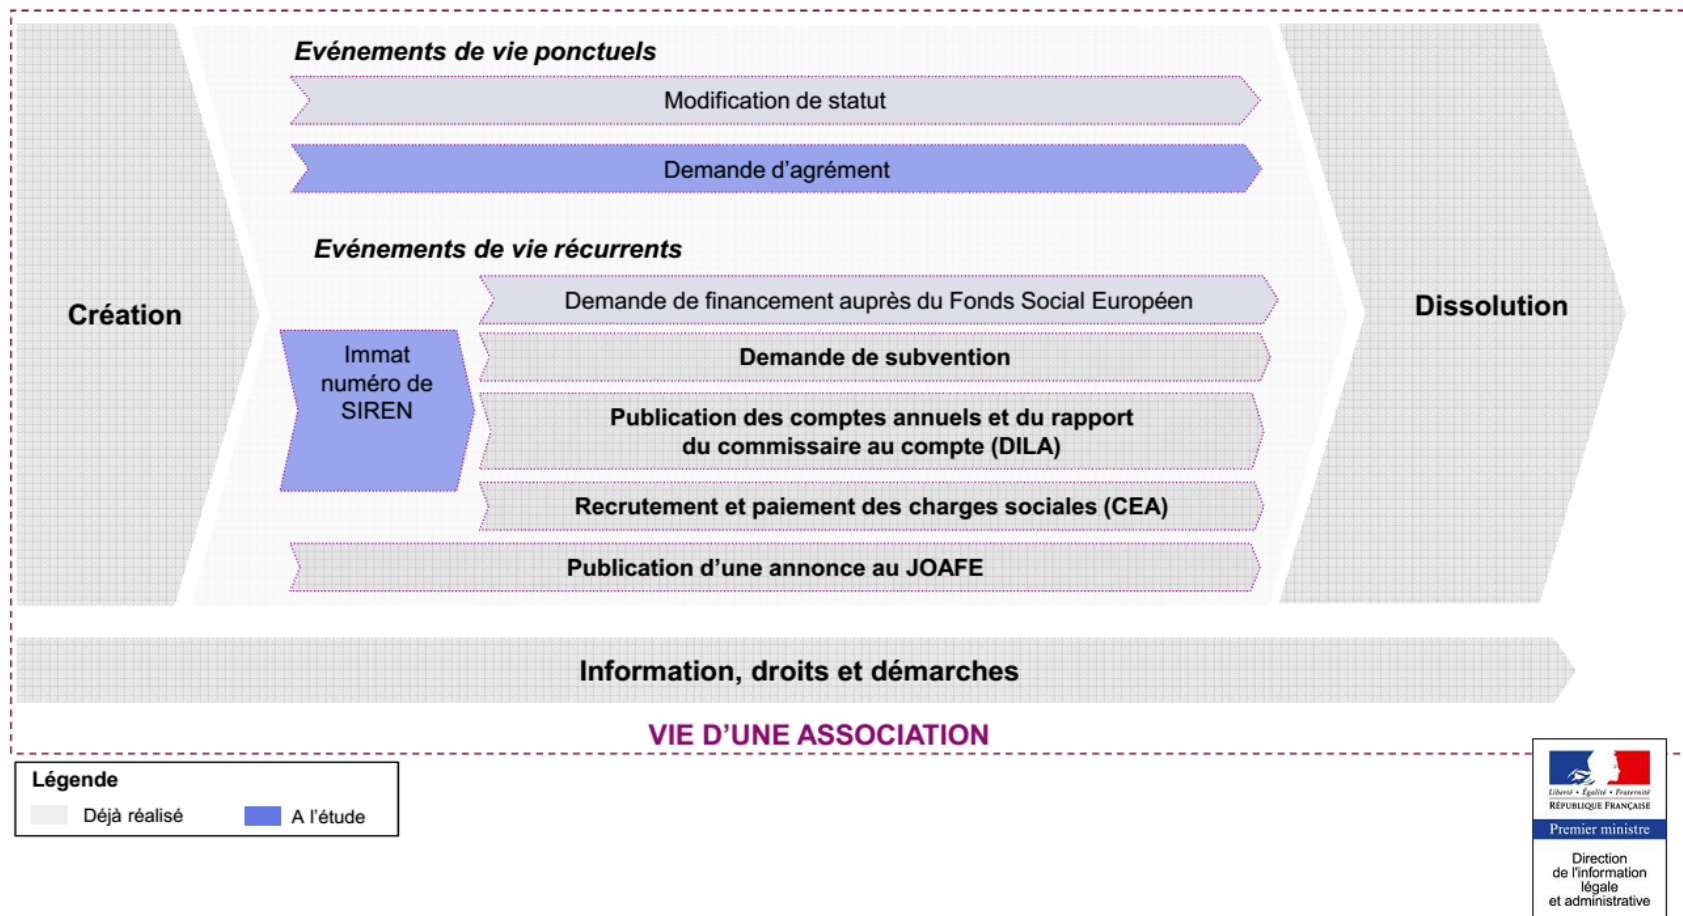 Evénements de vie ponctuels
Modification de statut
Demande d’agrément
Evénements de vie récurrents
Création
Demande de financement auprès du Fonds Social Européen
Immat
numéro de
SIREN
Demande de subvention
Publication des comptes annuels et du rapport
du commissaire au compte (DILA)
Recrutement et paiement des charges sociales (CEA)
Publication d’une annonce au JOAFE
Dissolution
Information, droits et démarches
VIE D’UNE ASSOCIATION
Légende
Déjà réalisé
A l’étude
Liberté • Égalité • Fraternité
RÉPUBLIQUE FRANÇAISE
Premier ministre
Direction
de l'information
légale
et administrative